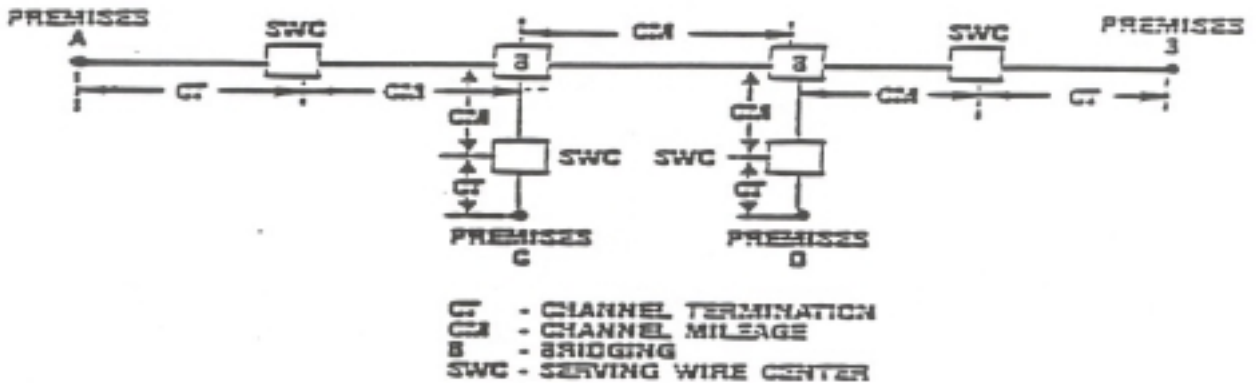 PREMISES
A
SWC
CM
SWC
PREMISES
B
B
B
CT
CM
CM
CT
CM
CM
SWC
SWC
CT
CT
PREMISES
C
PREMISES
D
CT - CHANNEL TERMINATION
CM - CHANNEL MILEAGE
B - BRIDGING
SWC - SERVING WIRE CENTER